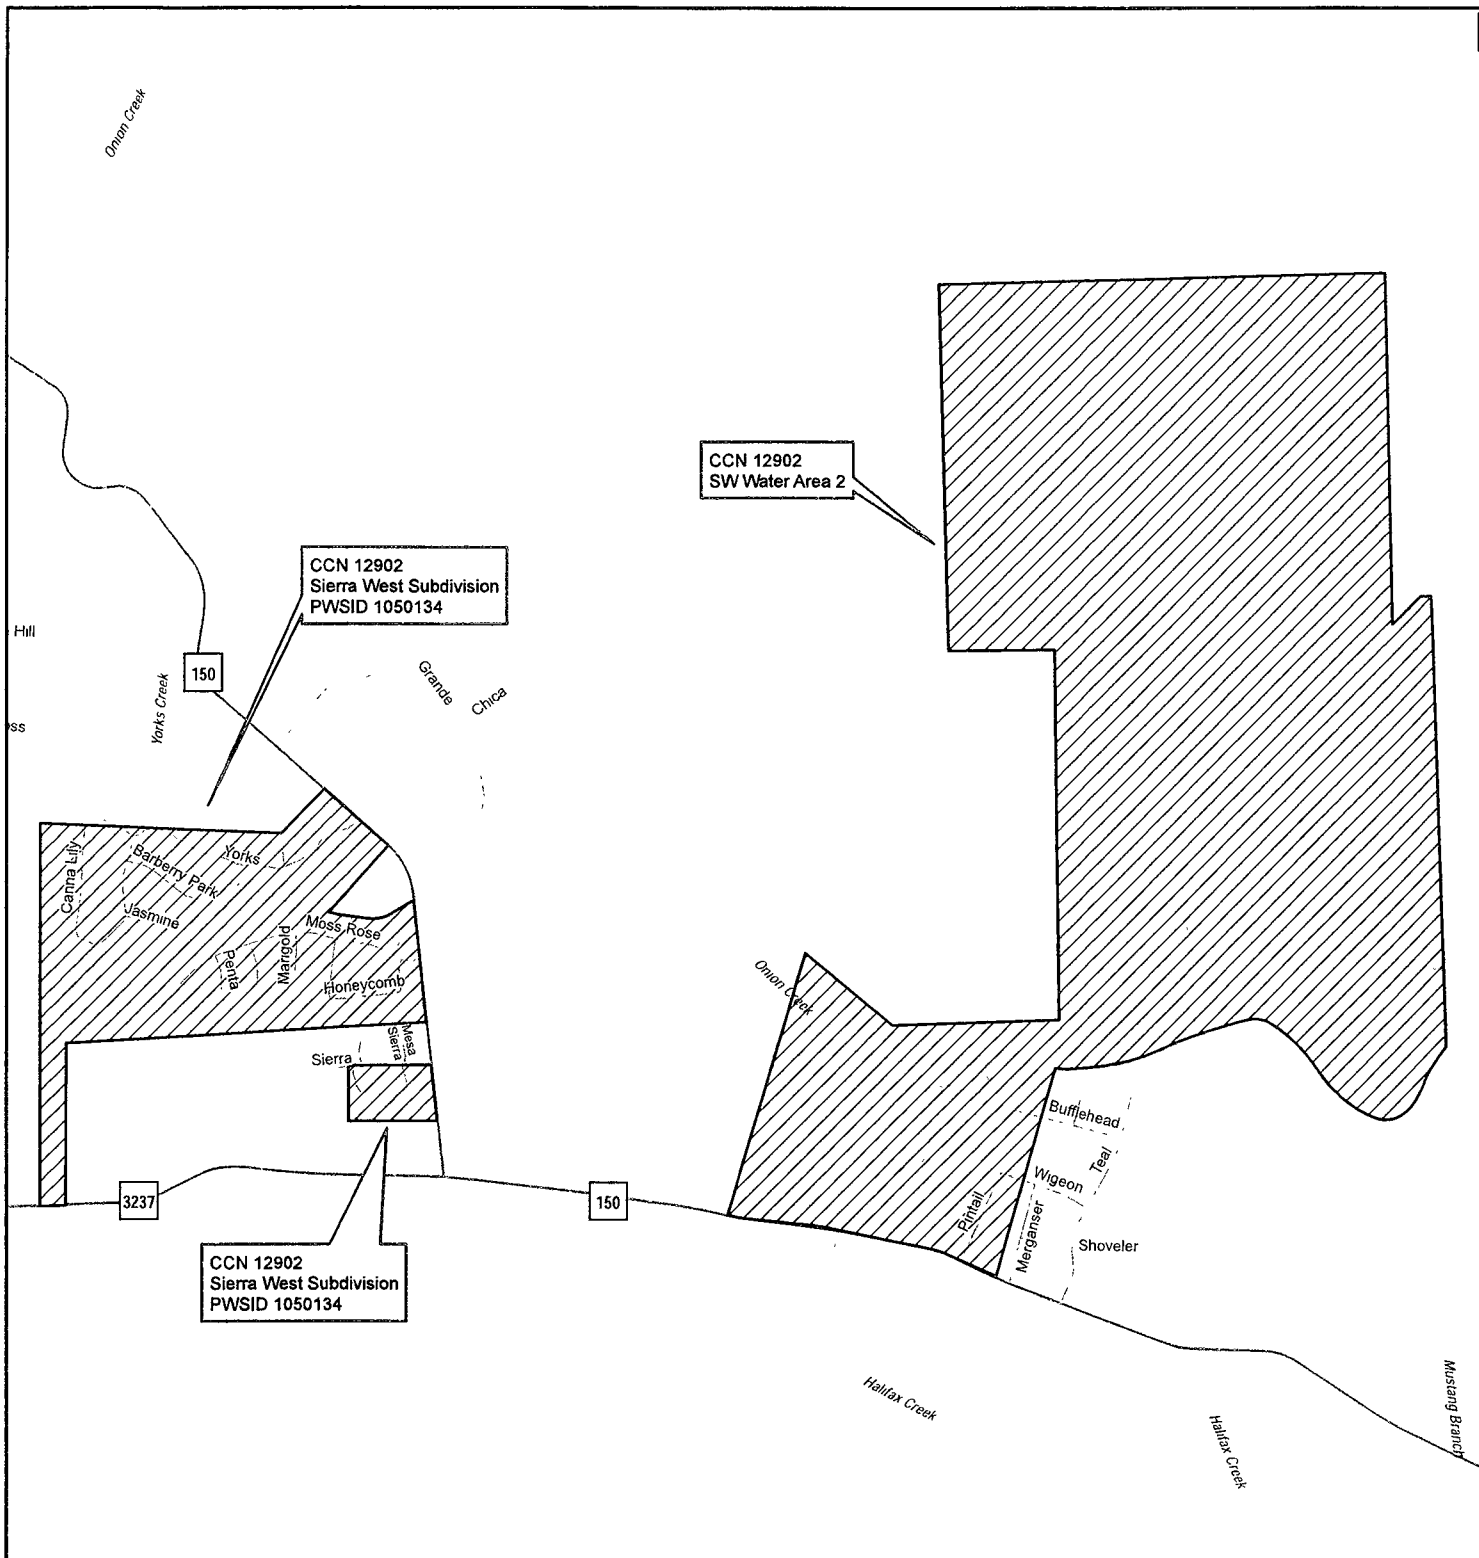 Onion Creek
CCN 12902
SW Water Area 2
CCN 12902
Sierra West Subdivision
PWSID 1050134
Hill
150
Grande
Chica
Yorks Creek
oss
Canna Lily
Barberry Park
Yorks
Jasmine
Moss Rose
Marigold
Penta
Honeycomb
Onion Creek
Mesa
Sierra
Sierra
Bufflehead
Teal
Wigeon
Pintail
Merganser
Shoveler
3237
150
CCN 12902
Sierra West Subdivision
PWSID 1050134
Halifax Creek
Halifax Creek
Mustang Branch